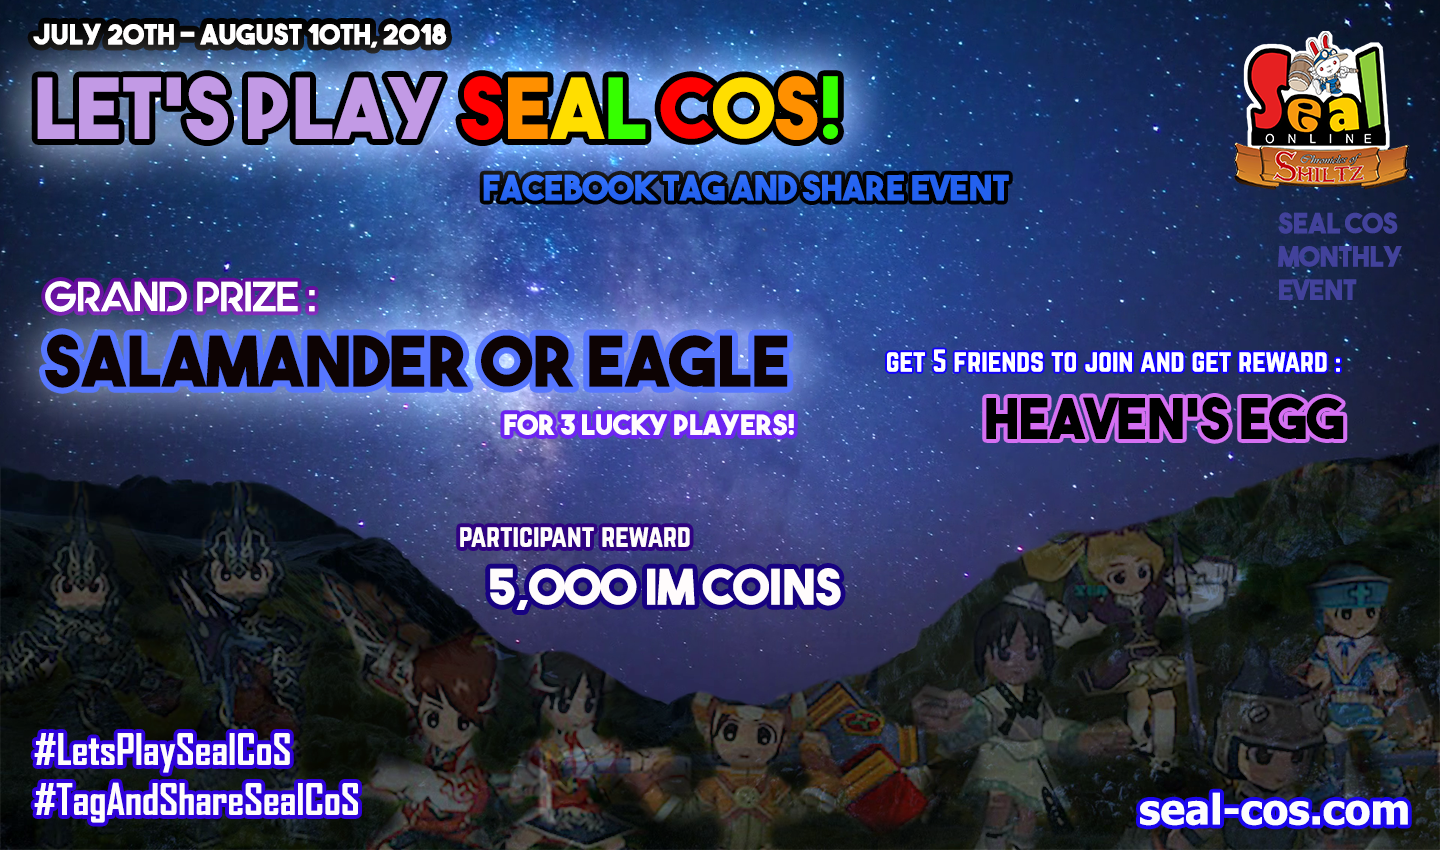 JULY 20TH - AUGUST 10TH, 2018
LET'S PLAY SEAL COS!
FACEBOOK TAG AND SHARE EVENT
Seal
ONLINE
Chronicles of
SHILTZ
SEAL COS
MONTHLY
EVENT
GRAND PRIZE :
SALAMANDER OR EAGLE
FOR 3 LUCKY PLAYERS!
GET 5 FRIENDS TO JOIN AND GET REWARD :
HEAVEN'S EGG
PARTICIPANT REWARD
5,000 IM COINS
#LetsPlaySealCoS
#TagAndShareSealCoS
seal-cos.com